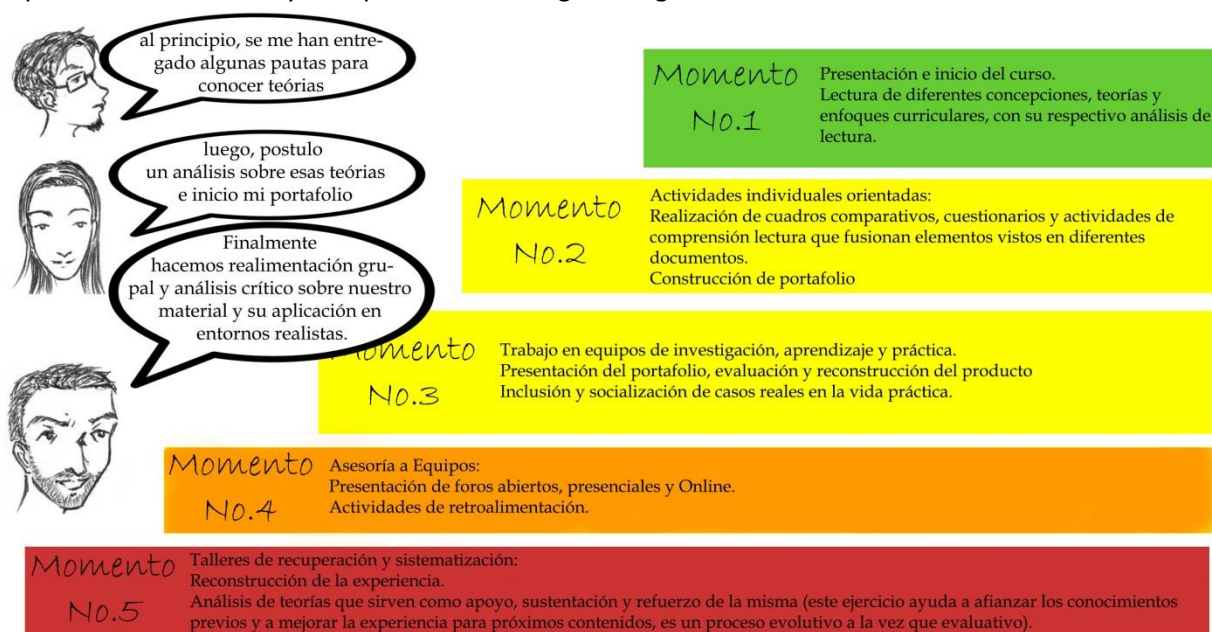 al principio, se me han entre-
gado algunas pautas para
conocer teórias
luego, postulo
un análisis sobre esas teórias
e inicio mi portafolio
Finalmente
hacemos realimentación gru-
pal y análisis crítico sobre nuestro
material y su aplicación en
entornos realistas.
Momento
No.1
Presentación e inicio del curso.
Lectura de diferentes concepciones, teorías y
enfoques curriculares, con su respectivo análisis de
lectura.
Momento
No.2
Actividades individuales orientadas:
Realización de cuadros comparativos, cuestionarios y actividades de
comprensión lectura que fusionan elementos vistos en diferentes
documentos.
Construcción de portafolio
Momento
No.3
Trabajo en equipos de investigación, aprendizaje y práctica.
Presentación del portafolio, evaluación y reconstrucción del producto
Inclusión y socialización de casos reales en la vida práctica.
Momento
No.4
Asesoría a Equipos:
Presentación de foros abiertos, presenciales y Online.
Actividades de retroalimentación.
Momento
No.5
Talleres de recuperación y sistematización:
Reconstrucción de la experiencia.
Análisis de teorías que sirven como apoyo, sustentación y refuerzo de la misma (este ejercicio ayuda a afianzar los conocimientos
previos y a mejorar la experiencia para próximos contenidos, es un proceso evolutivo a la vez que evaluativo).